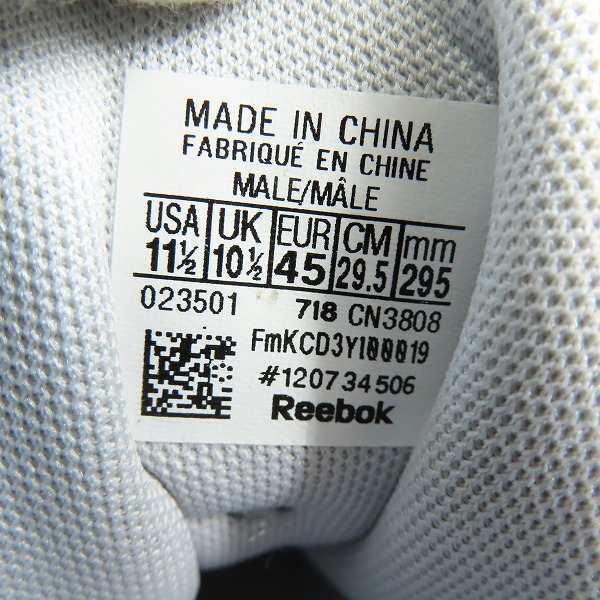 MADE IN CHINA
FABRIQUÉ EN CHINE
MALE/MÂLE
USA UK EUR CM mm
11½ 10½ 45 29.5 295
023501 718 CN3808
FmKCD3YI00019
#120734506
Reebok